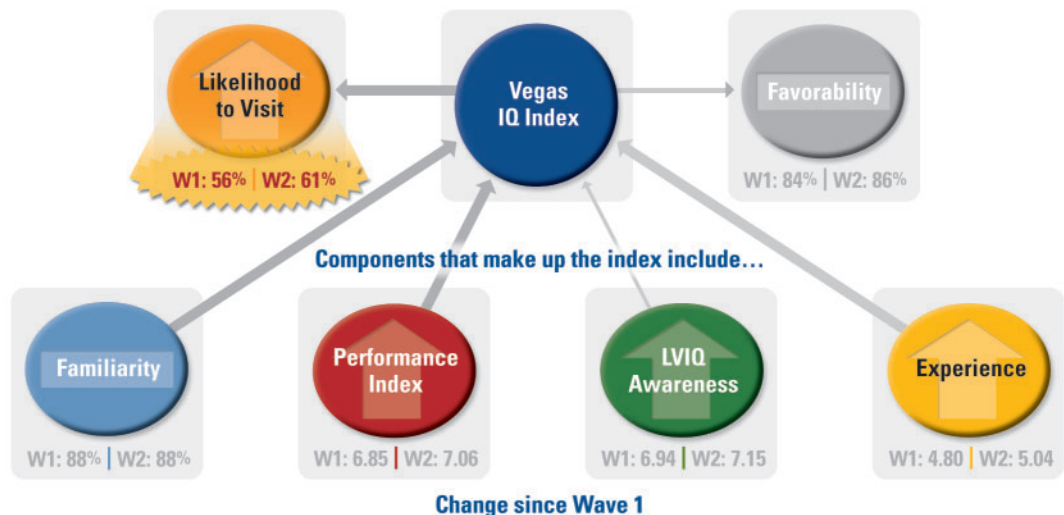 Likelihood
to Visit
W1: 56% | W2: 61%
Vegas
IQ Index
Favorability
W1: 84% | W2: 86%
Components that make up the index include…
Familiarity
W1: 88% | W2: 88%
Performance
Index
W1: 6.85 | W2: 7.06
LVIQ
Awareness
W1: 6.94 | W2: 7.15
Experience
W1: 4.80 | W2: 5.04
Change since Wave 1